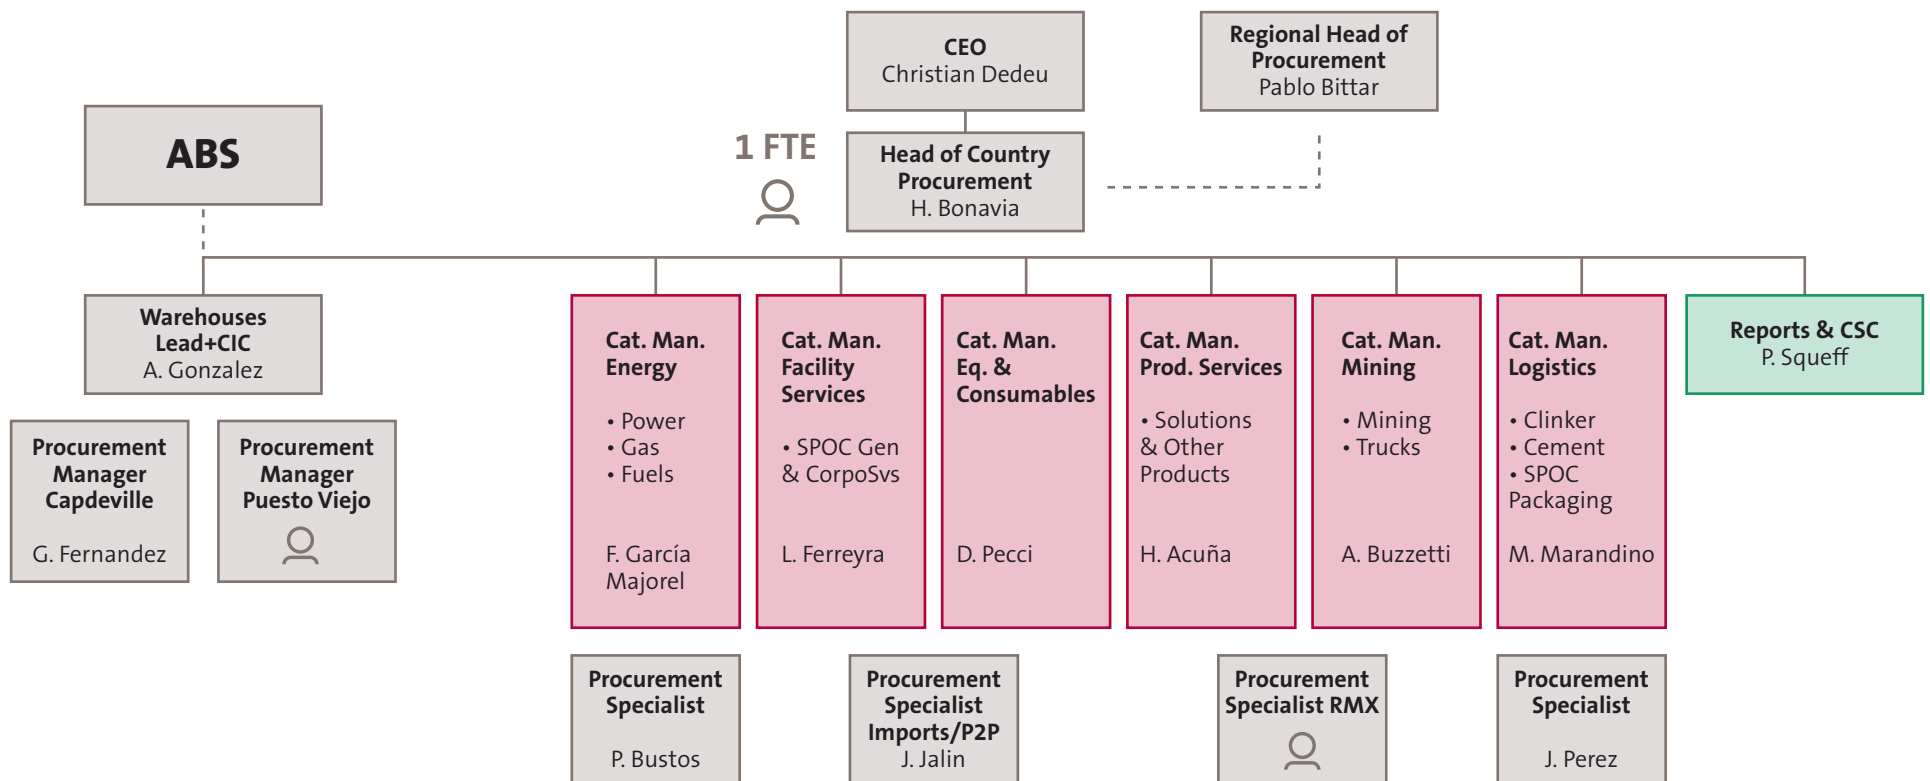 CEO
Christian Dedeu
Regional Head of
Procurement
Pablo Bittar
ABS
1 FTE
Head of Country
Procurement
H. Bonavia
Warehouses
Lead+CIC
A. Gonzalez
Procurement
Manager
Capdeville
G. Fernandez
Procurement
Manager
Puesto Viejo
Cat. Man.
Energy
• Power
• Gas
• Fuels
F. García
Majorel
Cat. Man.
Facility
Services
• SPOC Gen
& CorpoSvs
L. Ferreyra
Cat. Man.
Eq. &
Consumables
D. Pecci
Cat. Man.
Prod. Services
• Solutions
& Other
Products
H. Acuña
Cat. Man.
Mining
• Mining
• Trucks
A. Buzzetti
Cat. Man.
Logistics
• Clinker
• Cement
• SPOC
Packaging
M. Marandino
Reports & CSC
P. Squeff
Procurement
Specialist
P. Bustos
Procurement
Specialist
Imports/P2P
J. Jalin
Procurement
Specialist RMX
Procurement
Specialist
J. Perez